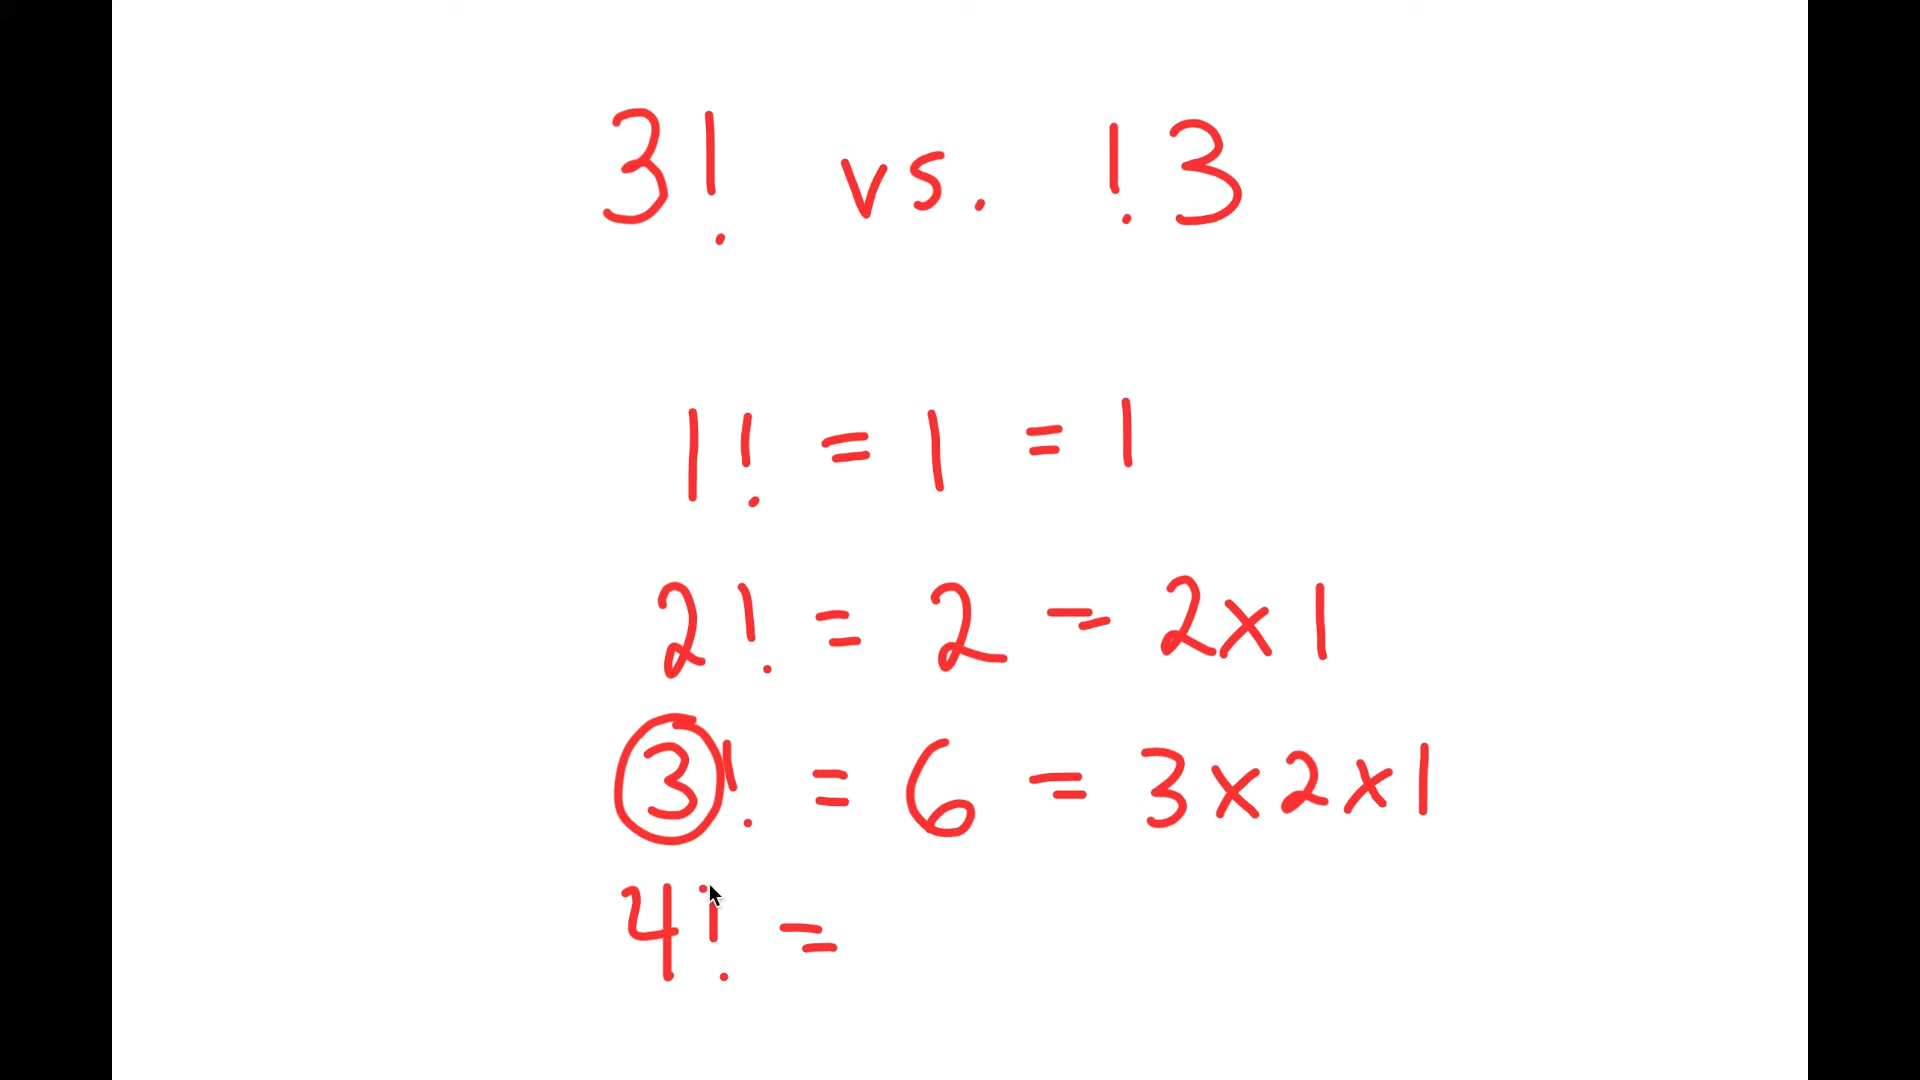 3! vs. !3
1! = 1 = 1
2! = 2 = 2x1
3! = 6 = 3x2x1
4! =